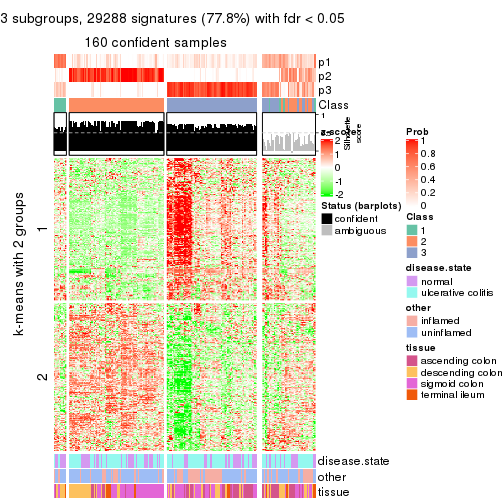 3 subgroups, 29288 signatures (77.8%) with fdr < 0.05
160 confident samples
p1
p2
p3
Class
1
Silhouette
score
z-score
2
1
0
-1
-2
Prob
1
0.8
0.6
0.4
0.2
0
Status (barplots)
confident
ambiguous
Class
1
2
3
disease.state
normal
ulcerative colitis
other
inflamed
uninflamed
tissue
ascending colon
descending colon
sigmoid colon
terminal ileum
k-means with 2 groups
1
2
disease.state
other
tissue